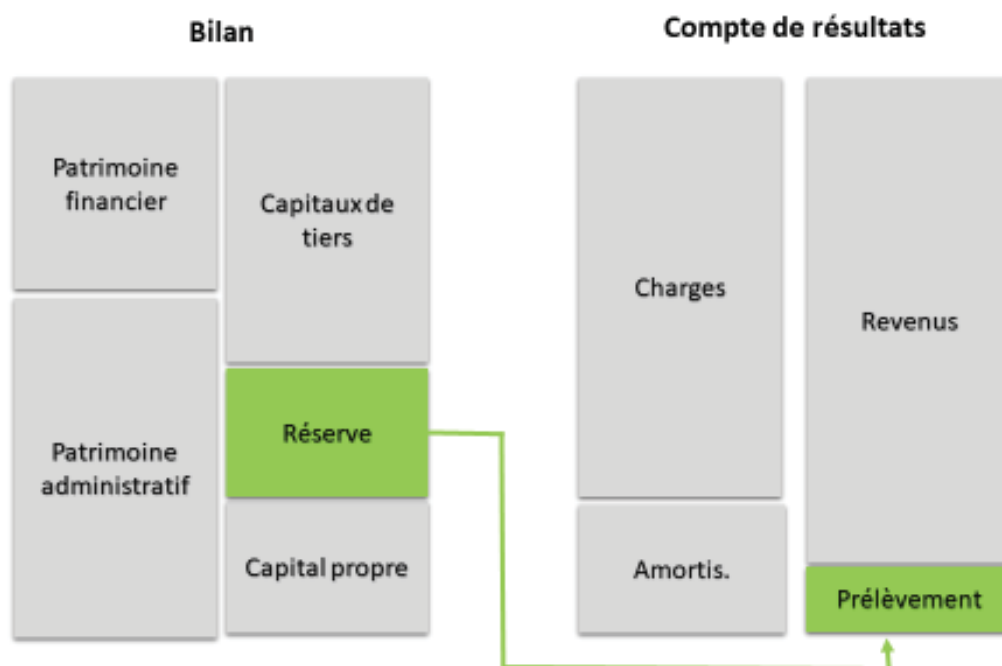 Bilan
Compte de résultats
Patrimoine
financier
Capitaux de
tiers
Charges
Revenus
Réserve
Patrimoine
administratif
Capital propre
Amortis.
Prélèvement